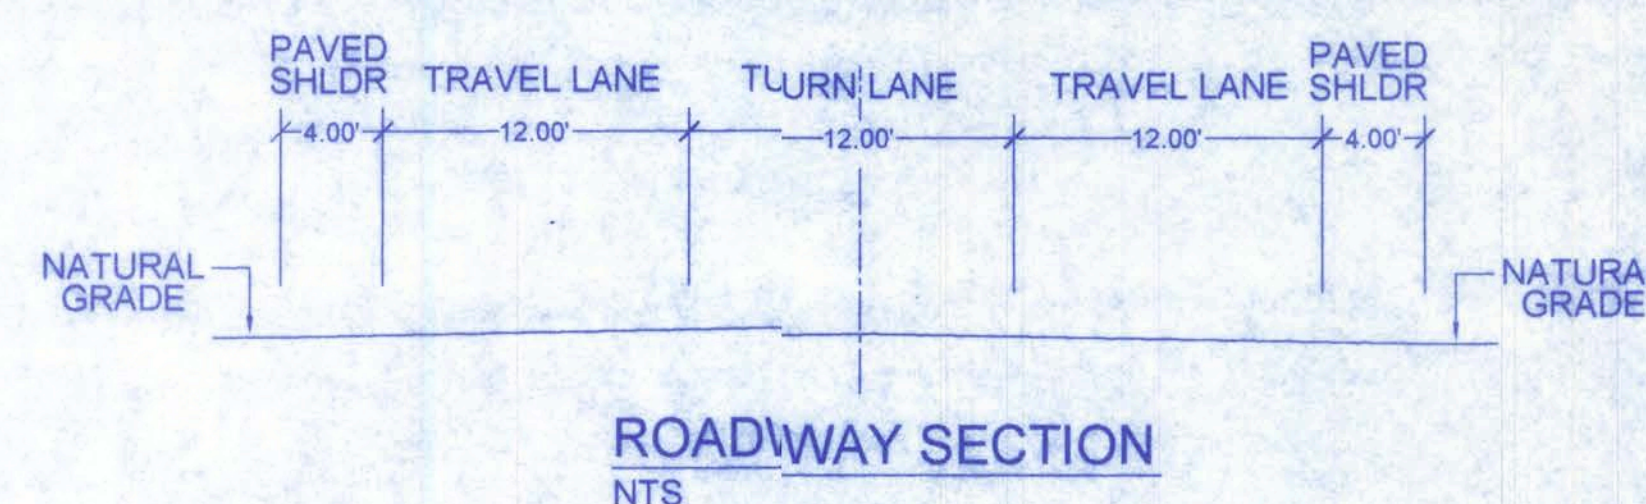 PAVED
SHLDR
TRAVEL LANE
TURN LANE
TRAVEL LANE
PAVED
SHLDR
4.00'
12.00'
12.00'
12.00'
4.00'
NATURAL
GRADE
NATURA
GRADE
ROADWAY SECTION
NTS